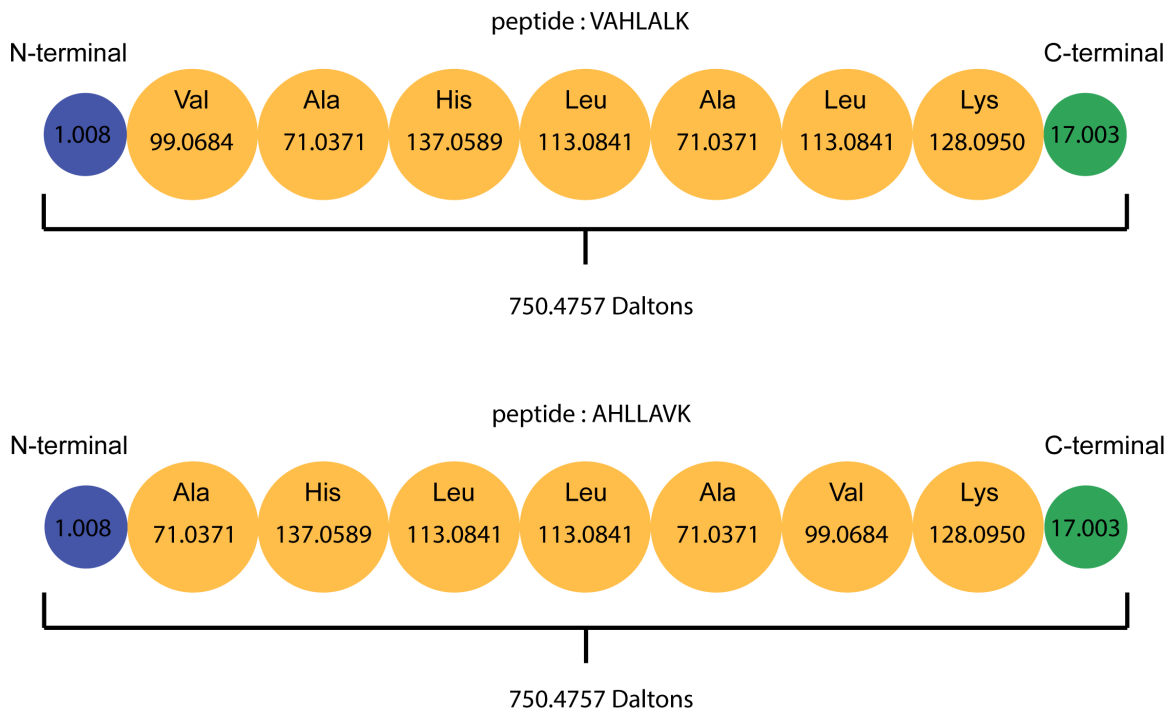 peptide : VAHLALK
N-terminal
C-terminal
Val
Ala
His
Leu
Ala
Leu
Lys
1.008
99.0684
71.0371
137.0589
113.0841
71.0371
113.0841
128.0950
17.003
750.4757 Daltons
peptide : AHLLAVK
N-terminal
C-terminal
Ala
His
Leu
Leu
Ala
Val
Lys
1.008
71.0371
137.0589
113.0841
113.0841
71.0371
99.0684
128.0950
17.003
750.4757 Daltons